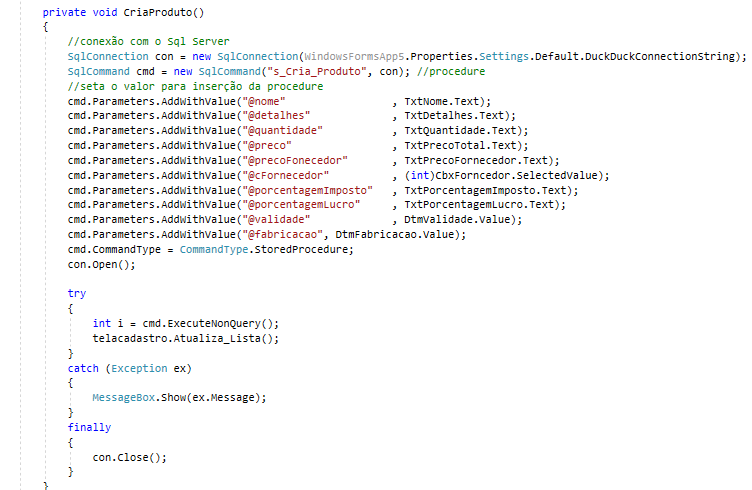 private void CriaProduto()
{
//conexão com o Sql Server
SqlConnection con = new SqlConnection(WindowsFormsApp5.Properties.Settings.Default.DuckDuckConnectionString);
SqlCommand cmd = new SqlCommand("s_Cria_Produto", con); //procedure
//seta o valor para inserção da procedure
cmd.Parameters.AddWithValue("@nome" , TxtNome.Text);
cmd.Parameters.AddWithValue("@detalhes" , TxtDetalhes.Text);
cmd.Parameters.AddWithValue("@quantidade" , TxtQuantidade.Text);
cmd.Parameters.AddWithValue("@preco" , TxtPrecoTotal.Text);
cmd.Parameters.AddWithValue("@precoFonecedor" , TxtPrecoFornecedor.Text);
cmd.Parameters.AddWithValue("@cFornecedor" , (int)CbxForncedor.SelectedValue);
cmd.Parameters.AddWithValue("@porcentagemImposto" , TxtPorcentagemImposto.Text);
cmd.Parameters.AddWithValue("@porcentagemLucro" , TxtPorcentagemLucro.Text);
cmd.Parameters.AddWithValue("@validade" , DtmValidade.Value);
cmd.Parameters.AddWithValue("@fabricacao", DtmFabricacao.Value);
cmd.CommandType = CommandType.StoredProcedure;
con.Open();
try
{
int i = cmd.ExecuteNonQuery();
telacadastro.Atualiza_Lista();
}
catch (Exception ex)
{
MessageBox.Show(ex.Message);
}
finally
{
con.Close();
}
}